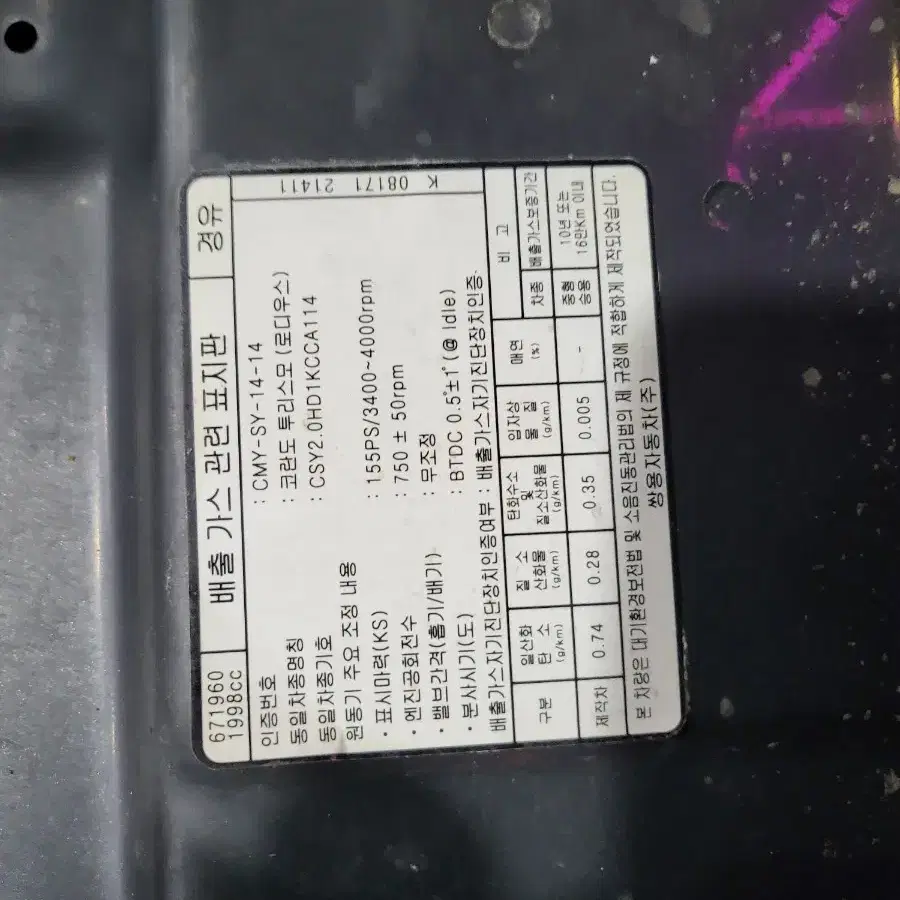 671960
1998cc
배출 가스 관련 표지판
경유
인증번호 : CMY-SY-14-14
동일차종명칭 : 코란도 투리스모 (로디우스)
동일차종기호 : CSY2.0HD1KCCA114
원동기 주요 조정 내용
· 표시마력(KS) : 155PS/3400~4000rpm
· 엔진공회전수 : 750 ± 50rpm
· 밸브간격(흡기/배기) : 무조정
· 분사시기(도) : BTDC 0.5°±1°(@ Idle)
배출가스자기진단장치인증여부 : 배출가스자기진단장치인증.
K 08171 21411
구분
일산화
탄 소
(g/km)
질 소
산화물
(g/km)
탄화수소
및
질소산화물
(g/km)
입자상
물 질
(g/km)
매연
(%)
비 고
차종
배출가스보증기간
제작차
0.74
0.28
0.35
0.005
-
중형
승용
10년 또는
16만Km 이내
본 차량은 대기환경보전법 및 소음진동관리법의 제 규정에 적합하게 제작되었습니다.
쌍용자동차(주)